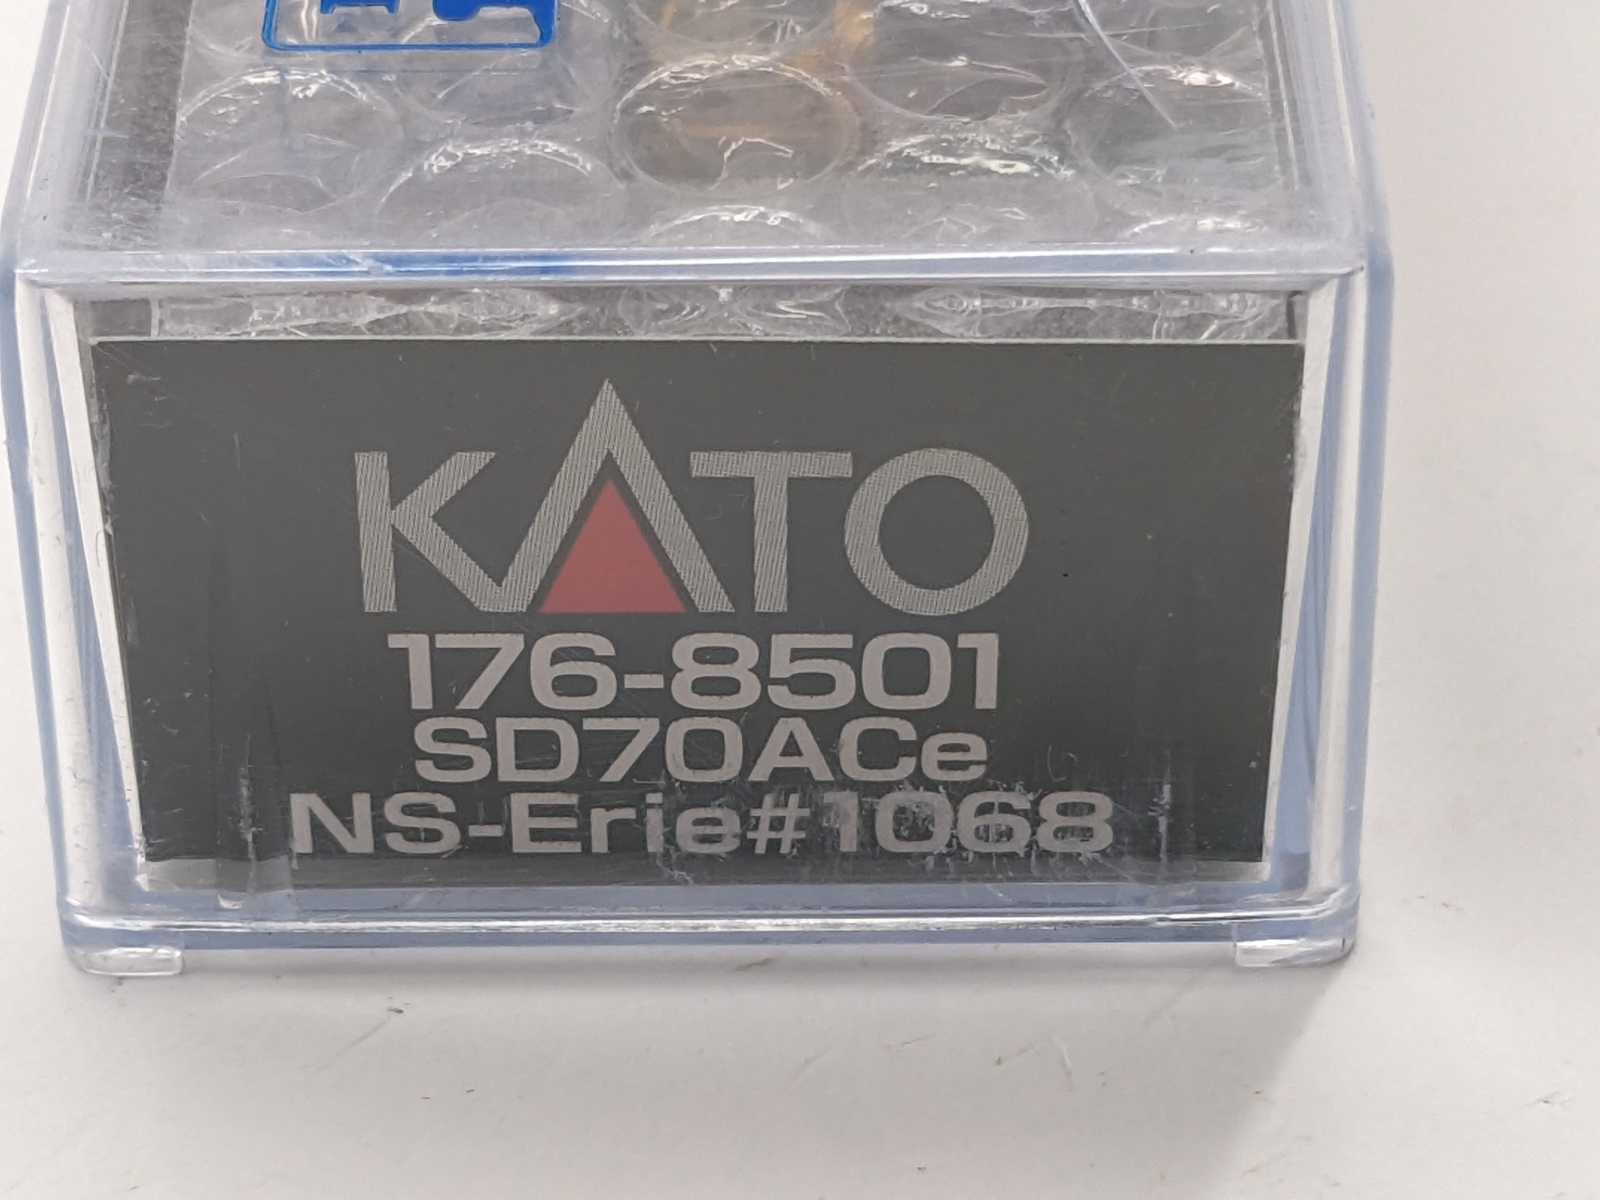 KATO
176-8501
SD70ACe
NS-Erie#1068